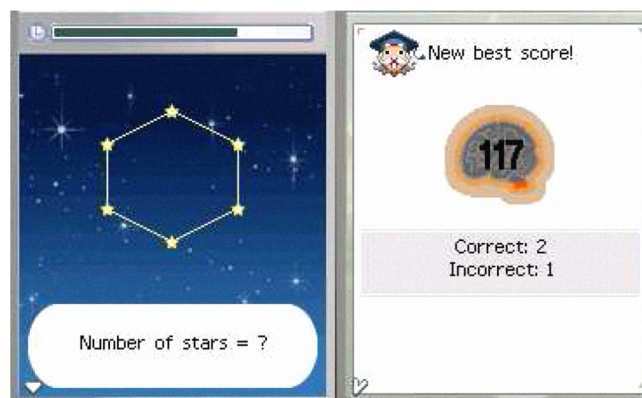 Number of stars = ?
New best score!
117
Correct: 2
Incorrect: 1